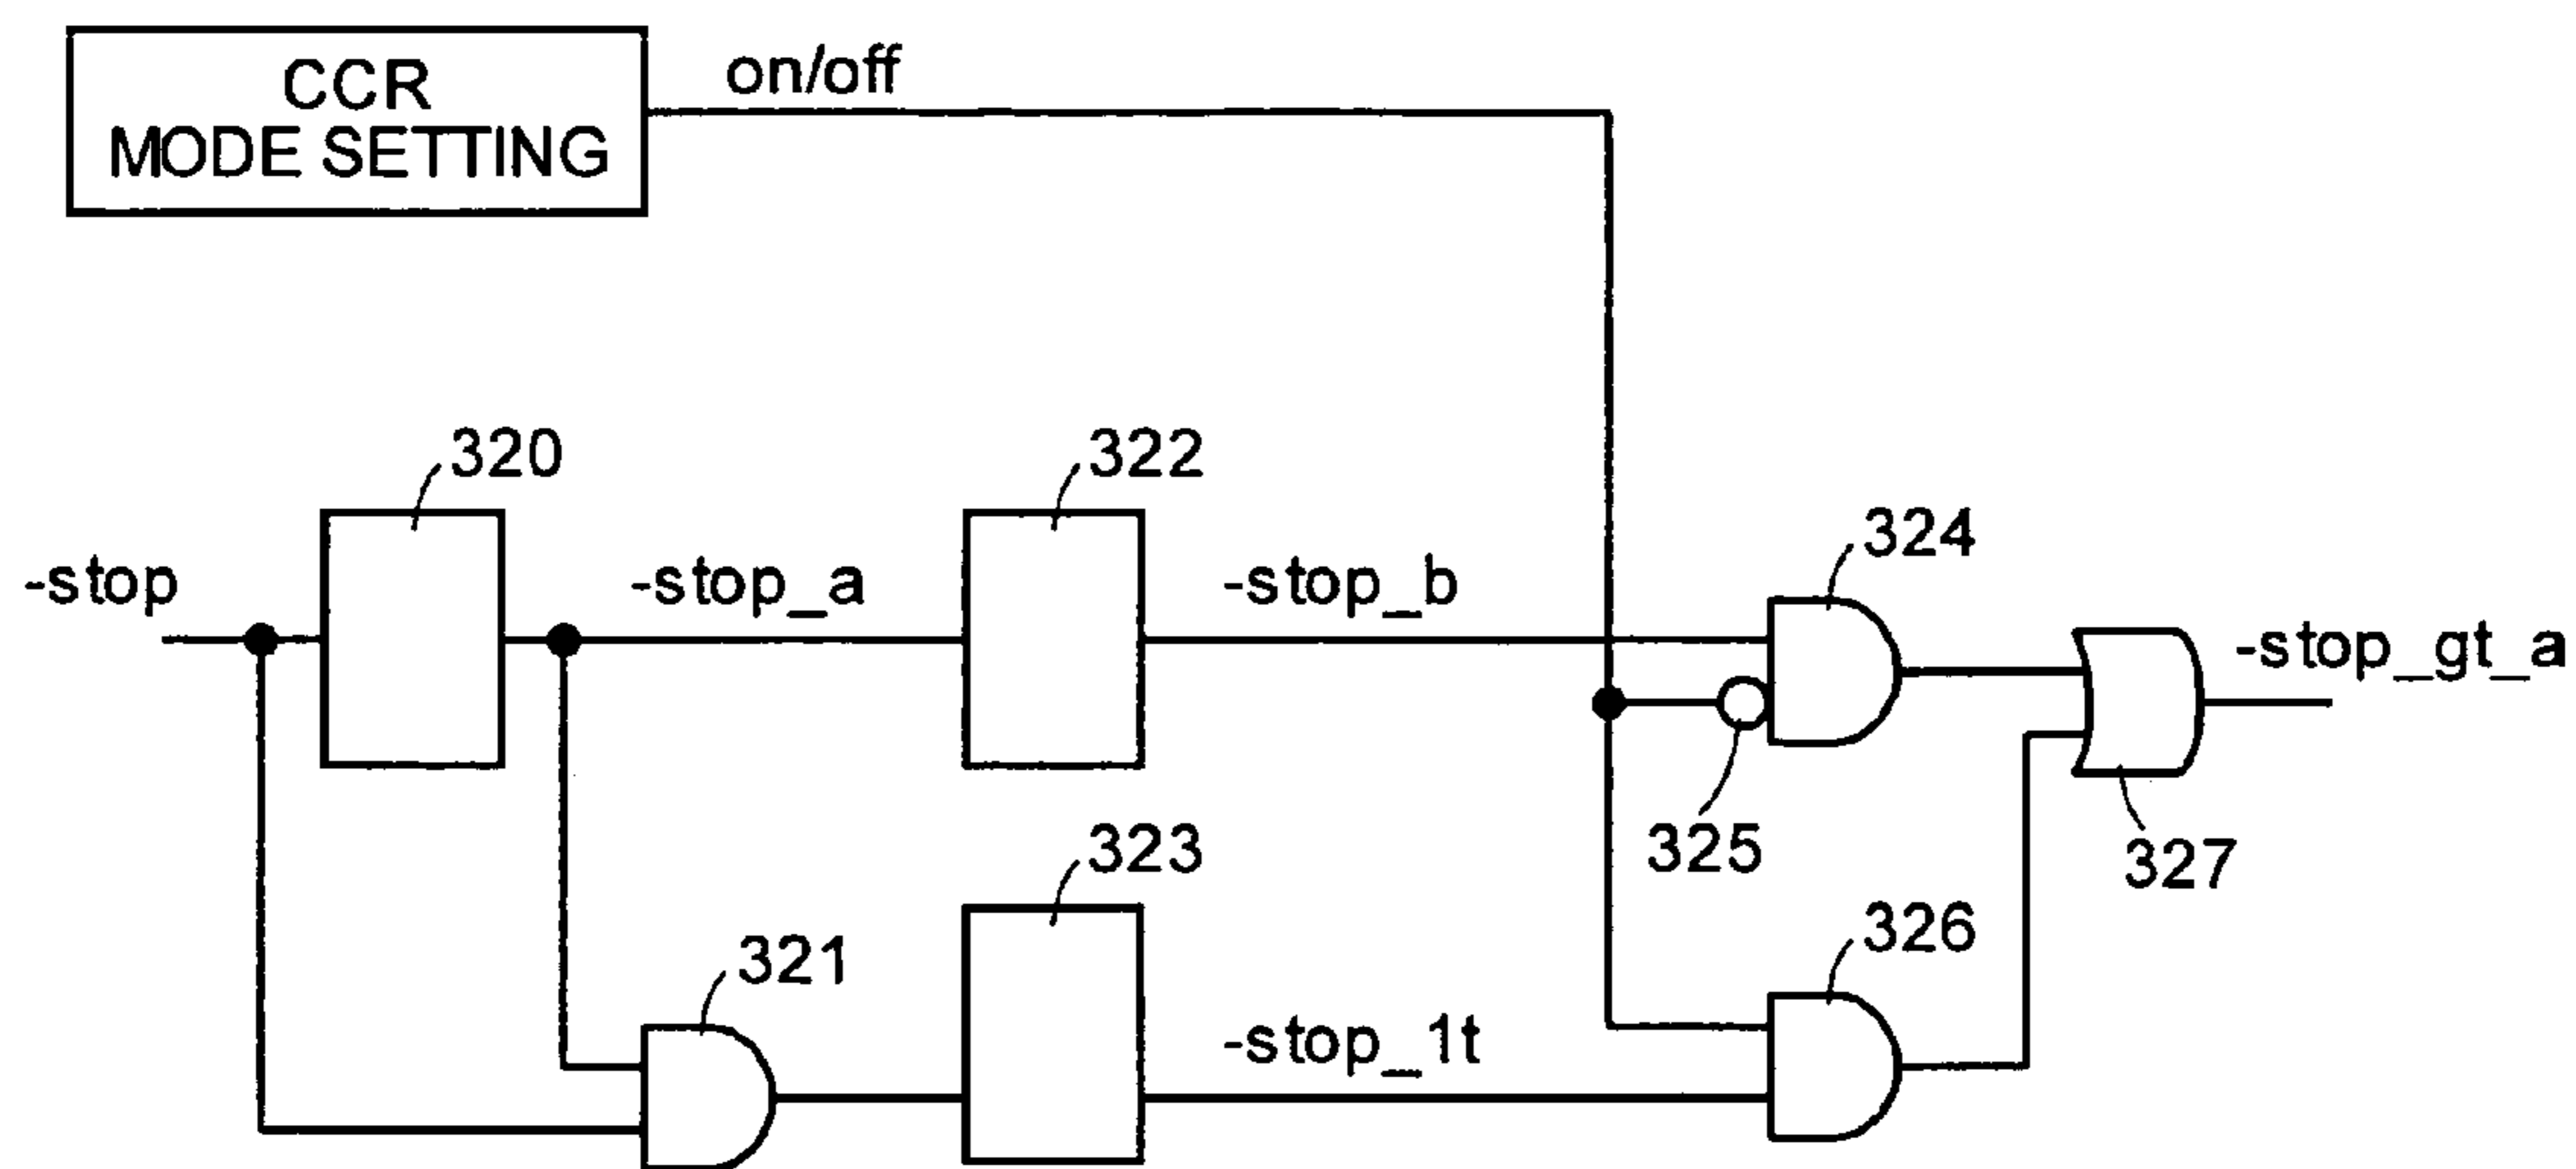 CCR
MODE SETTING
on/off
320
322
324
-stop
-stop_a
-stop_b
-stop_gt_a
325
327
323
321
326
-stop_1t